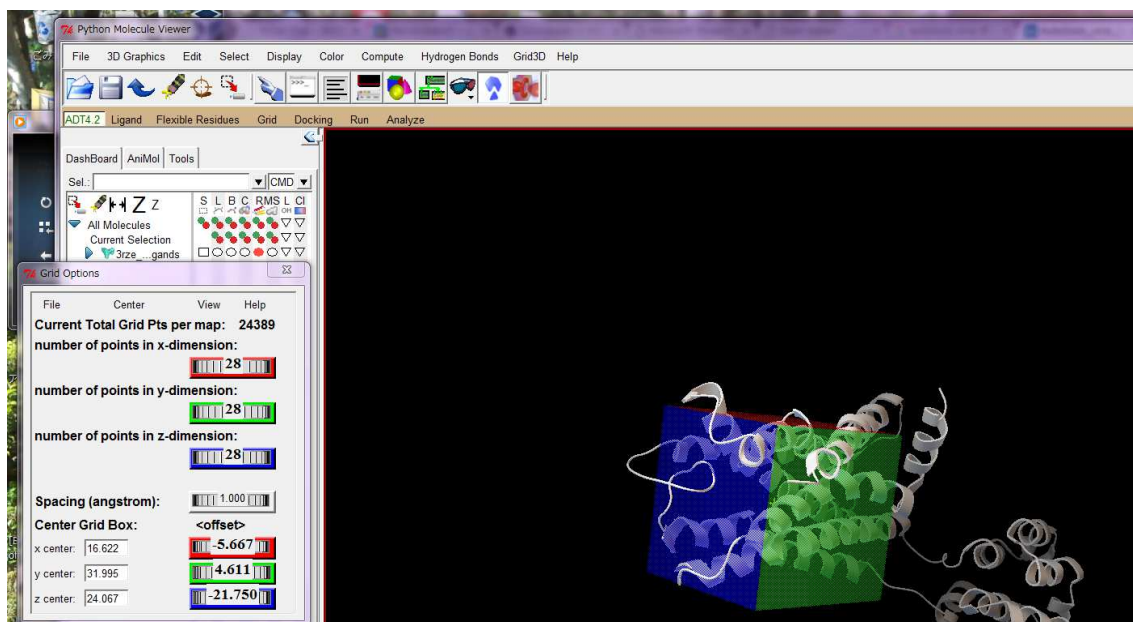 Python Molecule Viewer
File 3D Graphics Edit Select Display Color Compute Hydrogen Bonds Grid3D Help
ADT4.2 Ligand Flexible Residues Grid Docking Run Analyze
DashBoard AniMol Tools
Sel.: CMD
Z Z S L B C R M S L Cl
All Molecules
Current Selection
3rze_...gands
Grid Options
File Center View Help
Current Total Grid Pts per map: 24389
number of points in x-dimension:
28
number of points in y-dimension:
28
number of points in z-dimension:
28
Spacing (angstrom): 1.000
Center Grid Box: <offset>
x center: 16.622 -5.667
y center: 31.995 4.611
z center: 24.067 -21.750